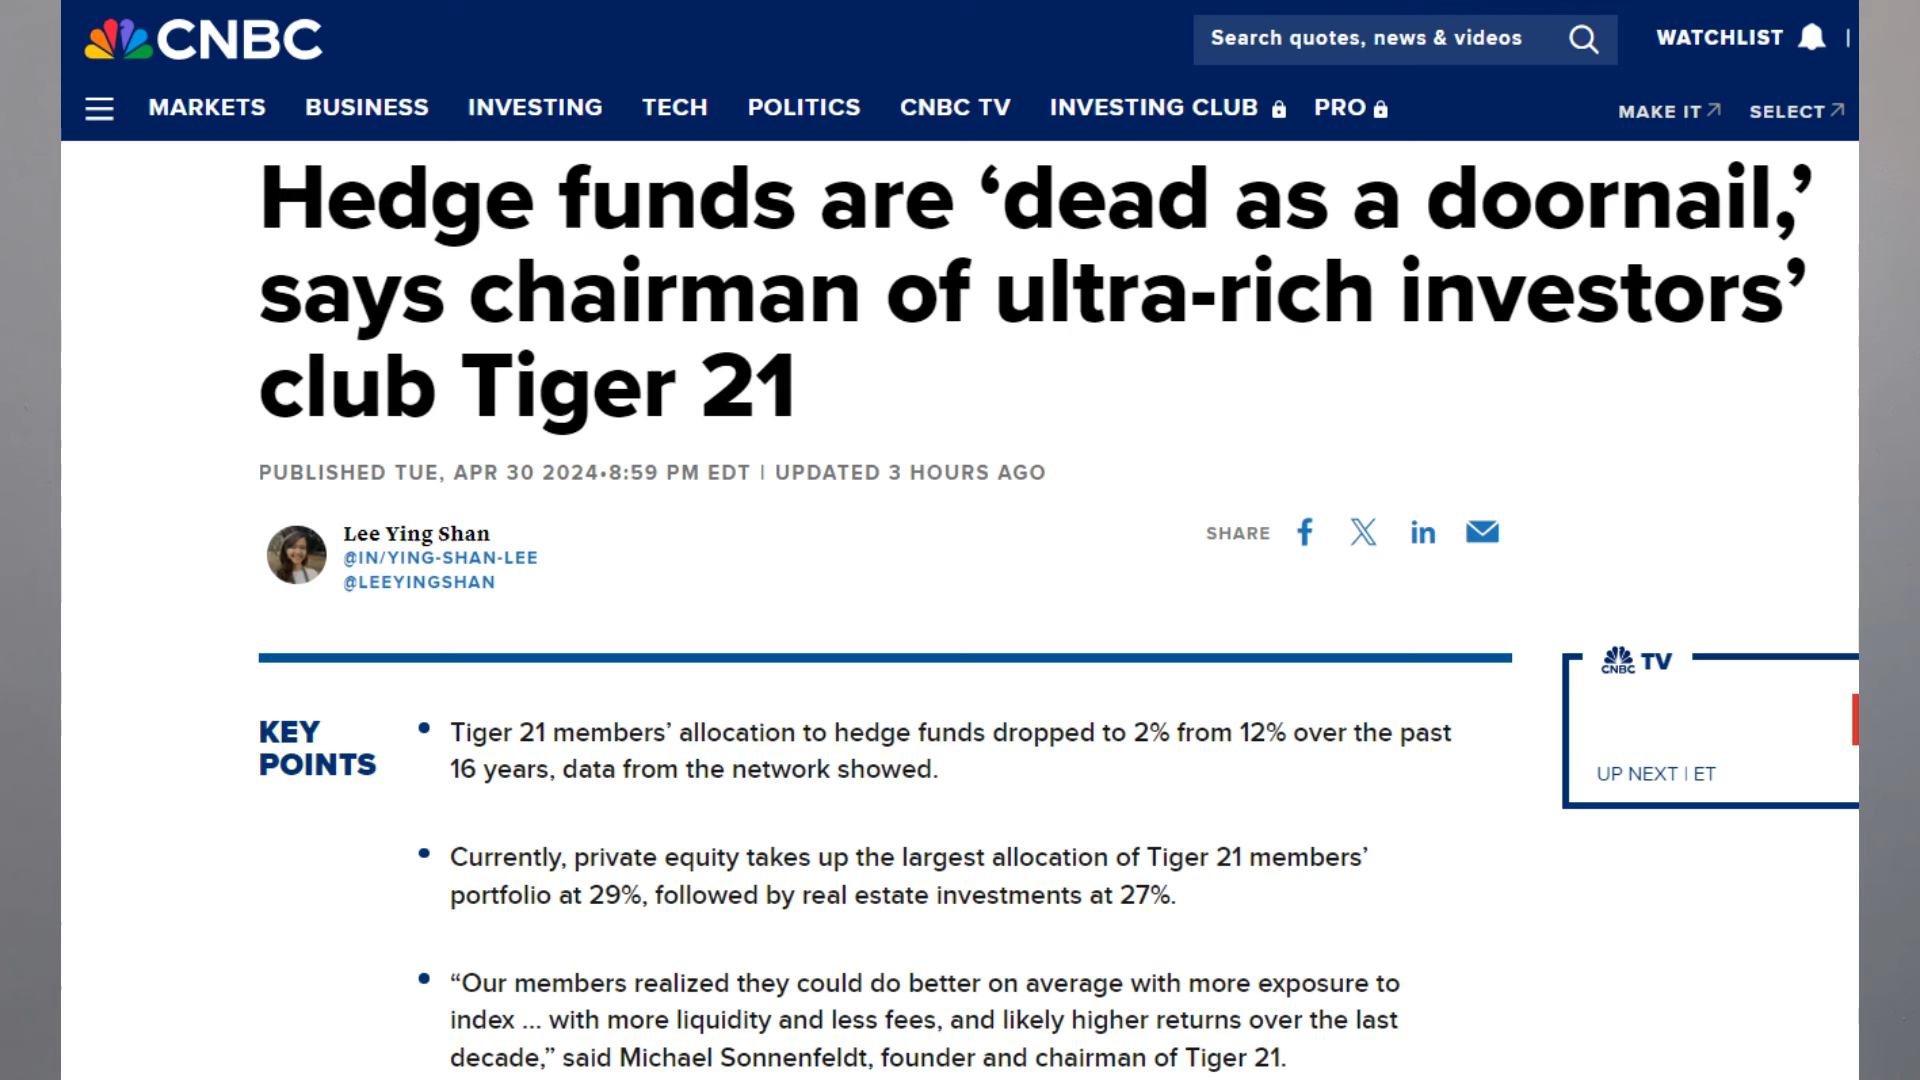 CNBC
Search quotes, news & videos
WATCHLIST
|
MARKETS BUSINESS INVESTING TECH POLITICS CNBC TV INVESTING CLUB PRO
MAKE IT SELECT
Hedge funds are ‘dead as a doornail,’
says chairman of ultra-rich investors’
club Tiger 21
PUBLISHED TUE, APR 30 2024•8:59 PM EDT | UPDATED 3 HOURS AGO
Lee Ying Shan
@IN/YING-SHAN-LEE
@LEEYINGSHAN
SHARE
CNBC TV
UP NEXT | ET
KEY
POINTS
• Tiger 21 members’ allocation to hedge funds dropped to 2% from 12% over the past
16 years, data from the network showed.
• Currently, private equity takes up the largest allocation of Tiger 21 members’
portfolio at 29%, followed by real estate investments at 27%.
• “Our members realized they could do better on average with more exposure to
index ... with more liquidity and less fees, and likely higher returns over the last
decade,” said Michael Sonnenfeldt, founder and chairman of Tiger 21.